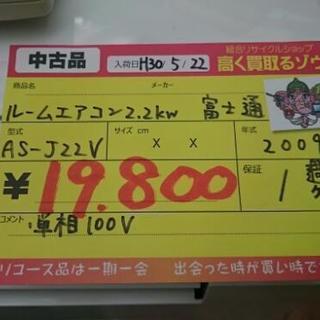 中古品 入荷日 H30/5/22 総合リサイクルショップ
高く買取るゾウ
商品名 メーカー
ルームエアコン2.2kw 富士通
型式 サイズ cm 年式
AS-J22V X X 2009
¥19.800 保証 1
コメント
単相100V
リユース品は一期一会 出会った時が買い時で